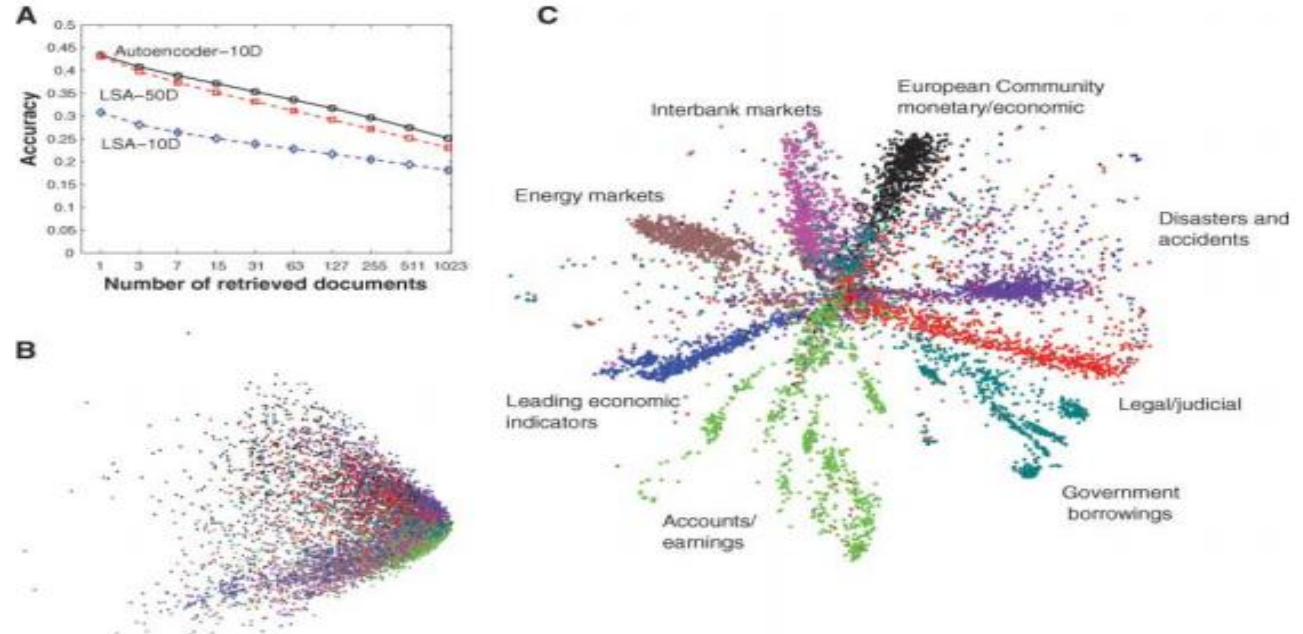 A
0.5
0.45
0.4
0.35
0.3
0.25
0.2
0.15
0.1
0.05
0
Accuracy
Autoencoder-10D
LSA-50D
LSA-10D
1 3 7 15 31 63 127 255 511 1023
Number of retrieved documents
B
C
European Community
monetary/economic
Interbank markets
Energy markets
Disasters and
accidents
Leading economic
indicators
Legal/judicial
Government
borrowings
Accounts/
earnings